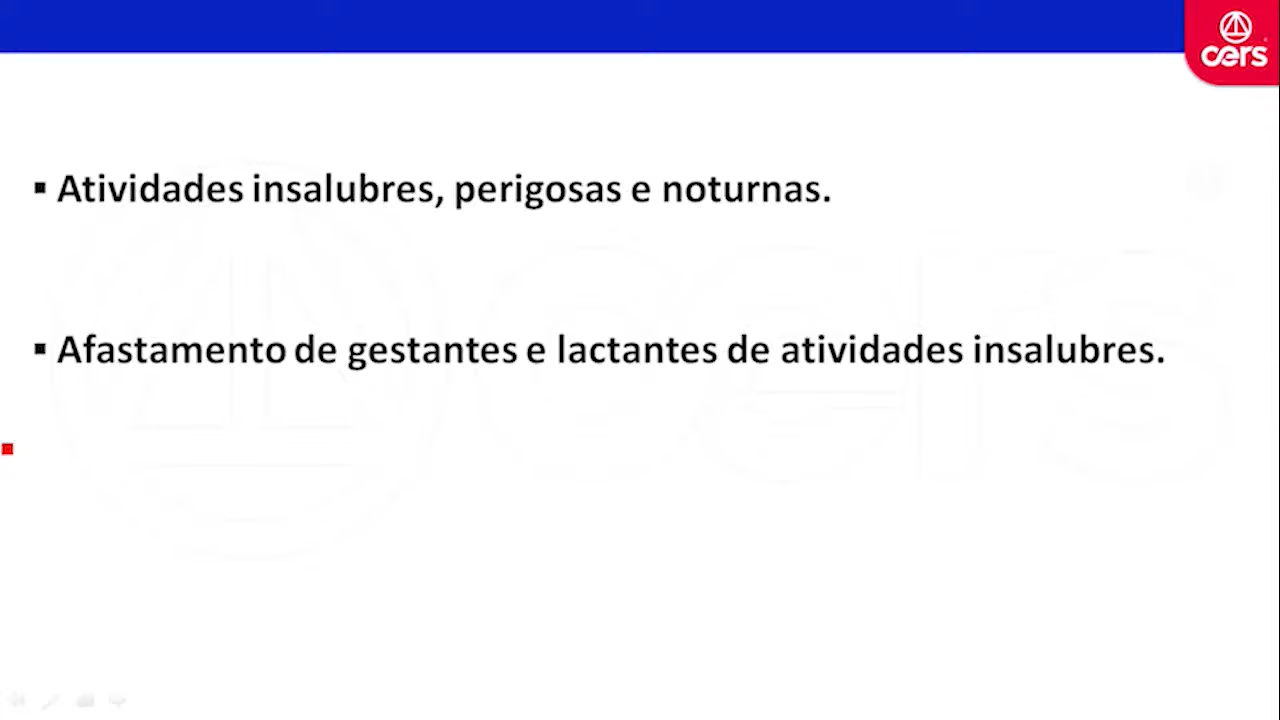 cers
▪ Atividades insalubres, perigosas e noturnas.
▪ Afastamento de gestantes e lactantes de atividades insalubres.